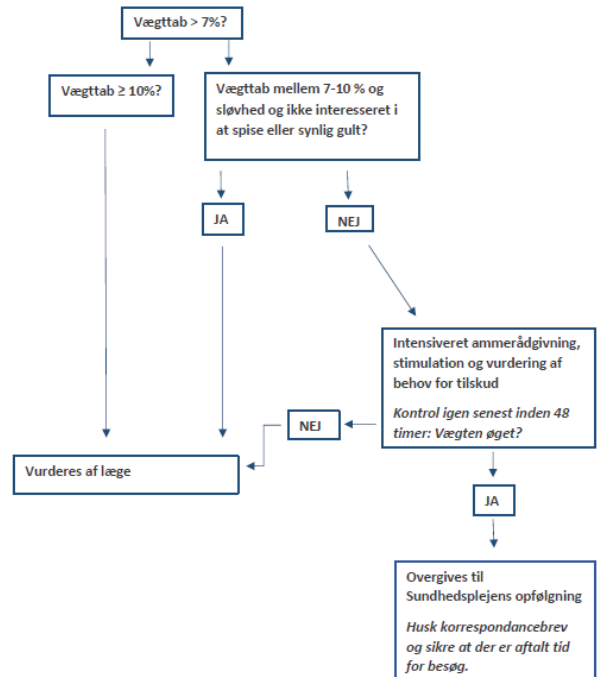 Vægttab > 7%?
Vægttab ≥ 10%?
Vægttab mellem 7-10 % og
sløvhed og ikke interesseret i
at spise eller synlig gult?
JA
NEJ
Intensiveret ammerådgivning,
stimulation og vurdering af
behov for tilskud
Kontrol igen senest inden 48
timer: Vægten øget?
NEJ
Vurderes af læge
JA
Overgives til
Sundhedsplejens opfølgning
Husk korrespondancebrev
og sikre at der er aftalt tid
for besøg.